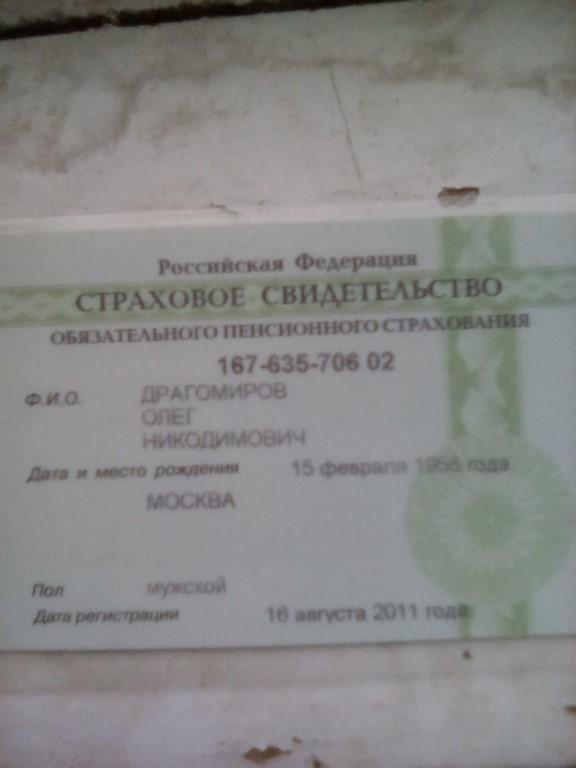 Российская Федерация
СТРАХОВОЕ СВИДЕТЕЛЬСТВО
ОБЯЗАТЕЛЬНОГО ПЕНСИОННОГО СТРАХОВАНИЯ
167-635-706 02
Ф.И.О. ДРАГОМИРОВ
ОЛЕГ
НИКОДИМОВИЧ
Дата и место рождения 15 февраля 1956 года
МОСКВА
Пол мужской
Дата регистрации 16 августа 2011 года